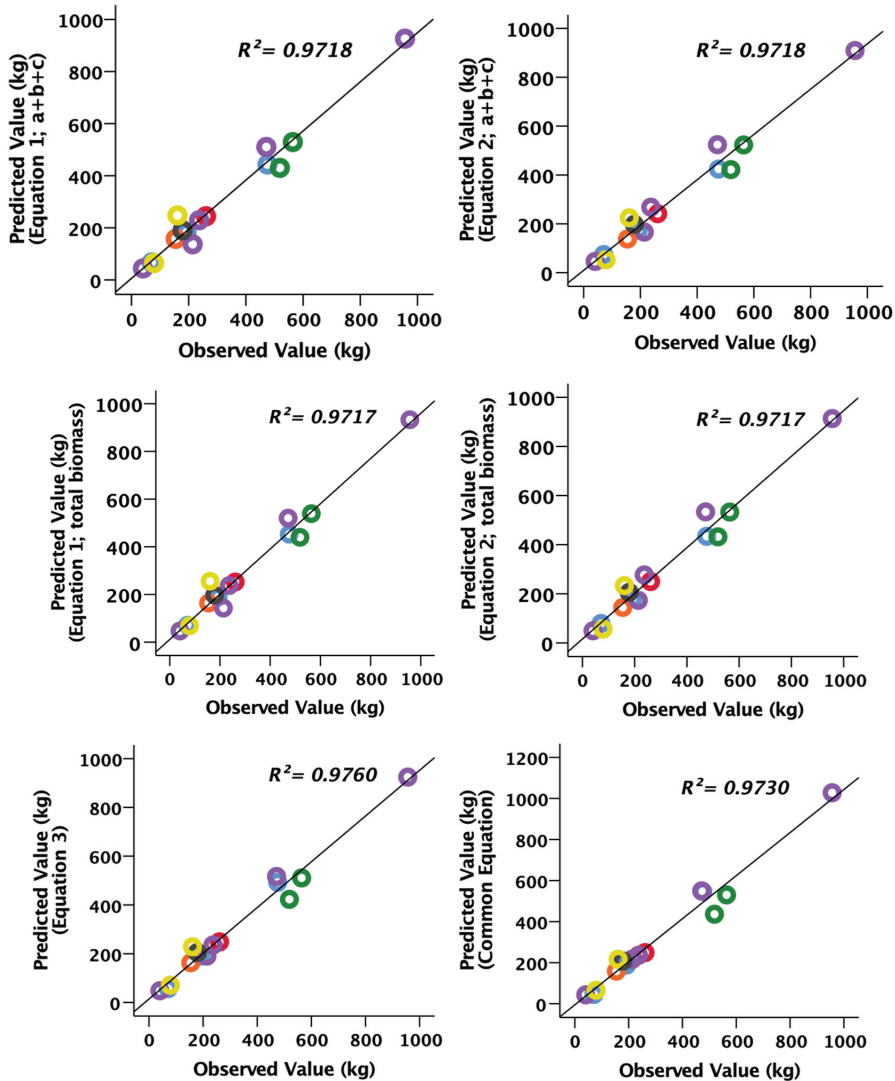 Predicted Value (kg)
(Equation 1; a+b+c)
1000
800
600
400
200
0
R²= 0.9718
0 200 400 600 800 1000
Observed Value (kg)
Predicted Value (kg)
(Equation 2; a+b+c)
1000
800
600
400
200
0
R²= 0.9718
0 200 400 600 800 1000
Observed Value (kg)
Predicted Value (kg)
(Equation 1; total biomass)
1000
800
600
400
200
0
R²= 0.9717
0 200 400 600 800 1000
Observed Value (kg)
Predicted Value (kg)
(Equation 2; total biomass)
1000
800
600
400
200
0
R²= 0.9717
0 200 400 600 800 1000
Observed Value (kg)
Predicted Value (kg)
(Equation 3)
1000
800
600
400
200
0
R²= 0.9760
0 200 400 600 800 1000
Observed Value (kg)
Predicted Value (kg)
(Common Equation)
1200
1000
800
600
400
200
0
R²= 0.9730
0 200 400 600 800 1000
Observed Value (kg)